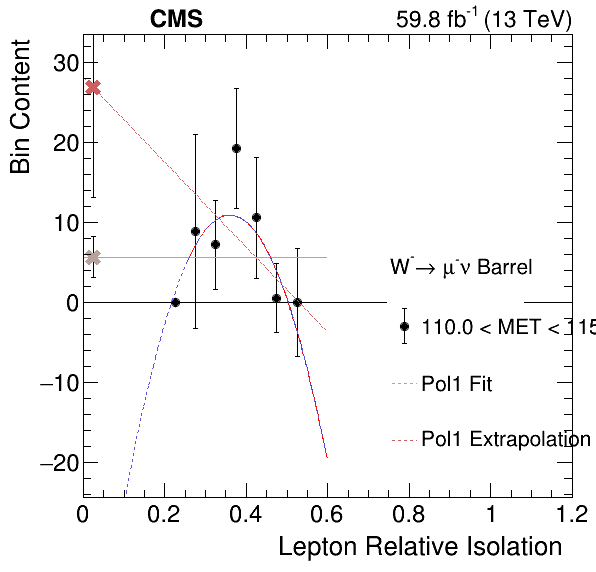 CMS 59.8 fb⁻¹ (13 TeV)
Bin Content
30
20
10
0
−10
−20
W⁻→ μ⁻ν Barrel
110.0 < MET < 115
Pol1 Fit
Pol1 Extrapolation
0 0.2 0.4 0.6 0.8 1 1.2
Lepton Relative Isolation